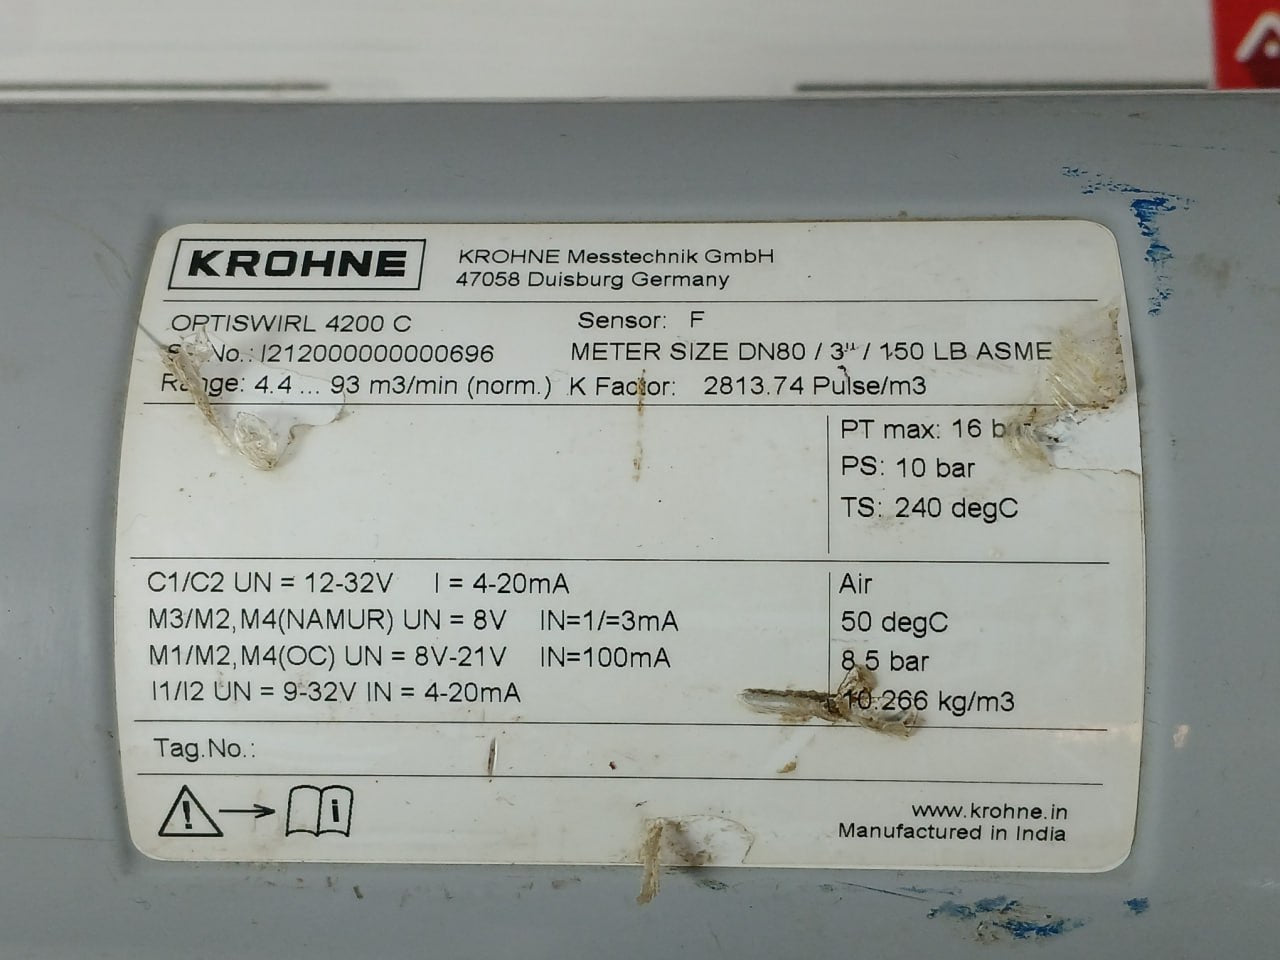 KROHNE
KROHNE Messtechnik GmbH
47058 Duisburg Germany
OPTISWIRL 4200 C
Sensor: F
No.: I212000000000696
METER SIZE DN80 / 3" / 150 LB ASME
Range: 4.4 ... 93 m3/min (norm.)
K Factor: 2813.74 Pulse/m3
PT max: 16 bar
PS: 10 bar
TS: 240 degC
C1/C2 UN = 12-32V I = 4-20mA
M3/M2,M4(NAMUR) UN = 8V IN=1/=3mA
M1/M2,M4(OC) UN = 8V-21V IN=100mA
I1/I2 UN = 9-32V IN = 4-20mA
Air
50 degC
8.5 bar
10.266 kg/m3
Tag.No.:
www.krohne.in
Manufactured in India